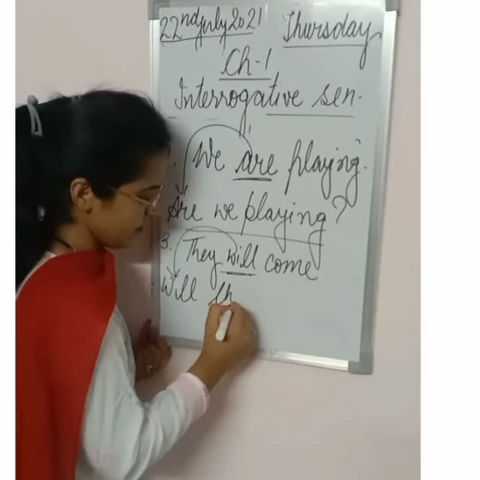 22nd July 2021 Thursday
Ch-1
Interrogative sen.
We are playing.
Are we playing?
3. They will come
Will th